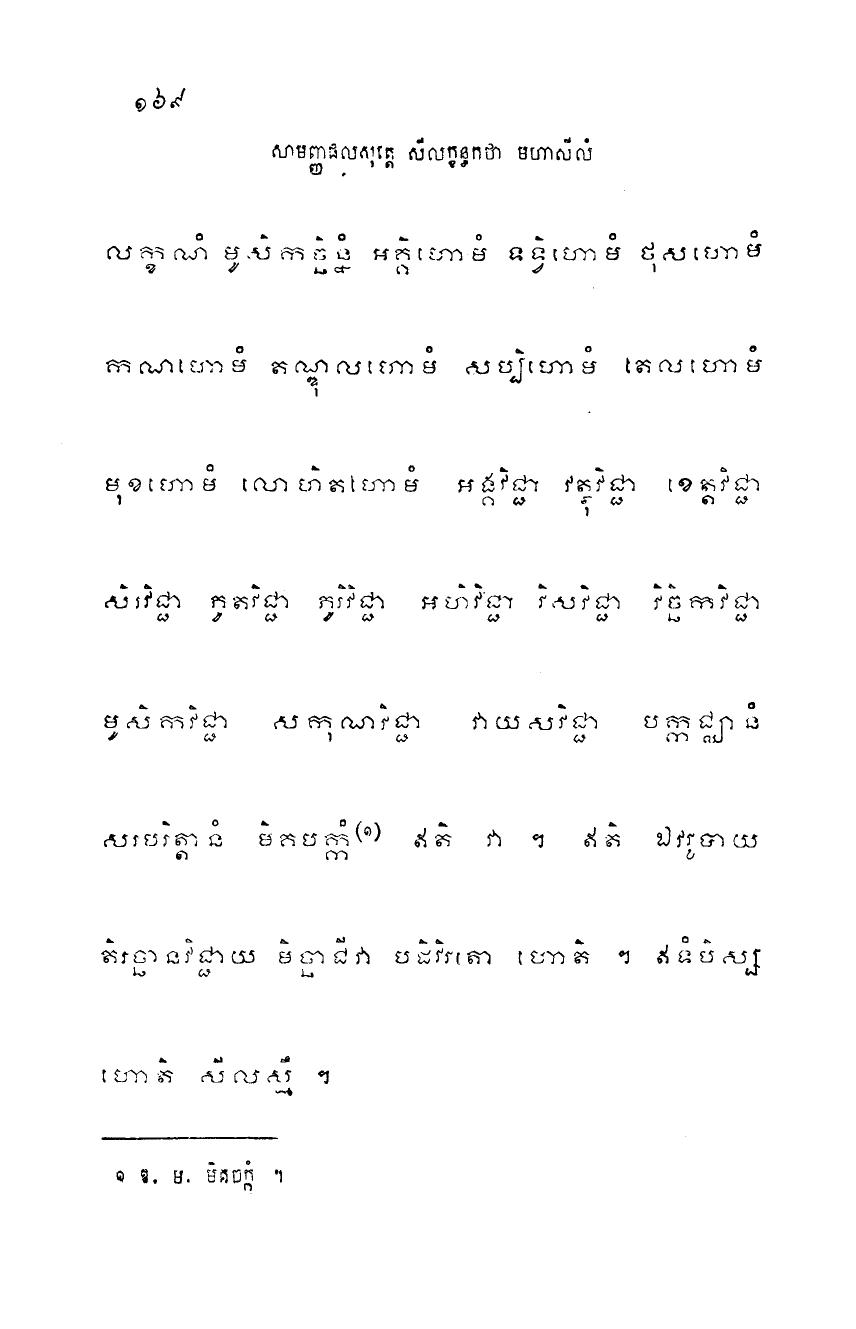 ១៦៩
សាមញ្ញផលសុត្តេ សីលក្ខន្ធកថា មហាសីលំ
លក្ខណំ មូសិកច្ឆិន្នំ អគ្គិហោមំ ទព្វិហោមំ ថុសហោមំ
កណហោមំ តណ្ឌុលហោមំ សប្បិហោមំ តេលហោមំ
មុខហោមំ លោហិតហោមំ អង្គវិជ្ជា វត្ថុវិជ្ជា ខេត្តវិជ្ជា
សិវវិជ្ជា ភូតវិជ្ជា ភូរិវិជ្ជា អហិវិជ្ជា វិសវិជ្ជា វិច្ឆិកវិជ្ជា
មូសិកវិជ្ជា សកុណវិជ្ជា វាយសវិជ្ជា បក្កជ្ឈានំ
សរបរិត្តានំ មិគបក្កំ(១) ឥតិ វា ។ ឥតិ ឯវរូបាយ
តិរច្ឆានវិជ្ជាយ មិច្ឆាជីវា បដិវិរតោ ហោតិ ។ ឥទំបិស្ស
ហោតិ សីលស្មឹ ។
១ ឱ. ម. មិគចក្កំ ។